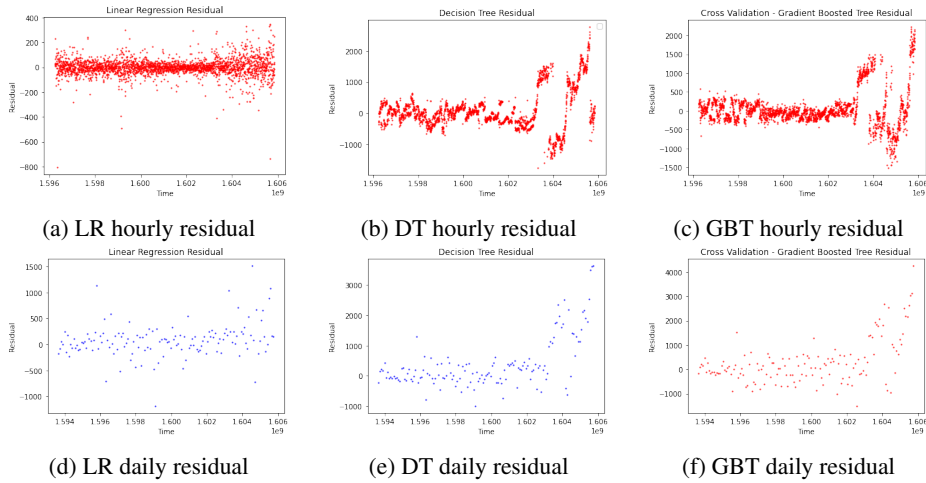 Linear Regression Residual
400
200
0
−200
−400
−600
−800
Residual
1.596 1.598 1.600 1.602 1.604 1.606
1e9
Time
(a) LR hourly residual
Decision Tree Residual
2000
1000
0
−1000
Residual
1.596 1.598 1.600 1.602 1.604 1.606
1e9
Time
(b) DT hourly residual
Cross Validation - Gradient Boosted Tree Residual
2000
1500
1000
500
0
−500
−1000
−1500
Residual
1.596 1.598 1.600 1.602 1.604 1.606
1e9
Time
(c) GBT hourly residual
Linear Regression Residual
1500
1000
500
0
−500
−1000
Residual
1.594 1.596 1.598 1.600 1.602 1.604 1.606
1e9
Time
(d) LR daily residual
Decision Tree Residual
3000
2000
1000
0
−1000
Residual
1.594 1.596 1.598 1.600 1.602 1.604 1.606
1e9
Time
(e) DT daily residual
Cross Validation - Gradient Boosted Tree Residual
4000
3000
2000
1000
0
−1000
Residual
1.594 1.596 1.598 1.600 1.602 1.604 1.606
1e9
Time
(f) GBT daily residual